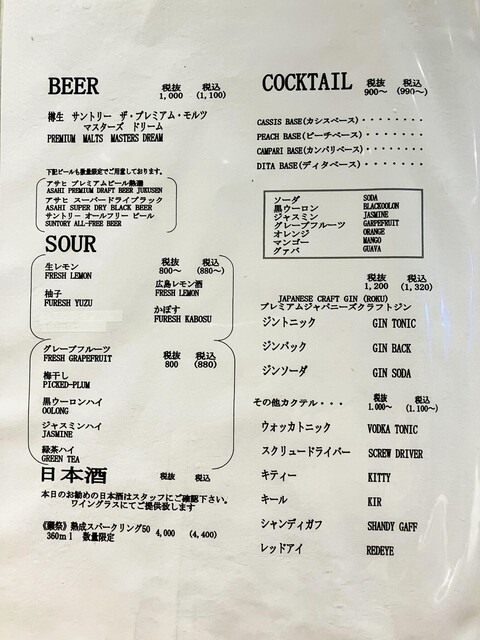 BEER 税抜 税込
1,000 (1,100)
樽生 サントリー ザ・プレミアム・モルツ
マスターズ ドリーム
PREMIUM MALTS MASTERS DREAM
下記ビールも数量限定でご用意しております。
アサヒ プレミアムビール熟撰
ASAHI PREMIUM DRAFT BEER JUKUSEN
アサヒ スーパードライブラック
ASAHI SUPER DRY BLACK BEER
サントリー オールフリー ビール
SUNTORY ALL-FREE BEER
SOUR
生レモン
FRESH LEMON
税抜 税込
800～ (880～)
広島レモン酒
FRESH LEMON
柚子
FURESH YUZU
かぼす
FURESH KABOSU
グレープフルーツ
FRESH GRAPEFRUIT
税抜 税込
800 (880)
梅干し
PICKED-PLUM
黒ウーロンハイ
OOLONG
ジャスミンハイ
JASMINE
緑茶ハイ
GREEN TEA
日本酒 税抜 税込
本日のお勧めの日本酒はスタッフにご確認下さい。
ワイングラスにてご提供致します
《獺祭》熟成スパークリング50 4,000 (4,400)
360ml 数量限定
COCKTAIL 税抜 税込
900～ (990～)
CASSIS BASE(カシスベース)・・・・・・・・
PEACH BASE(ピーチベース)・・・・・・・・
CAMPARI BASE(カンパリベース)・・・・・・
DITA BASE(ディタベース)・・・・・・・・
ソーダ SODA
黒ウーロン BLACKOOLON
ジャスミン JASMINE
グレープフルーツ GARPEFRUIT
オレンジ ORANGE
マンゴー MANGO
グァバ GUAVA
税抜 税込
1,200 (1,320)
JAPANESE CRAFT GIN (ROKU)
プレミアムジャパニーズクラフトジン
ジントニック GIN TONIC
ジンバック GIN BACK
ジンソーダ GIN SODA
その他カクテル・・・ 税抜 税込
1,000～ (1,100～)
ウォッカトニック VODKA TONIC
スクリュードライバー SCREW DRIVER
キティー KITTY
キール KIR
シャンディガフ SHANDY GAFF
レッドアイ REDEYE